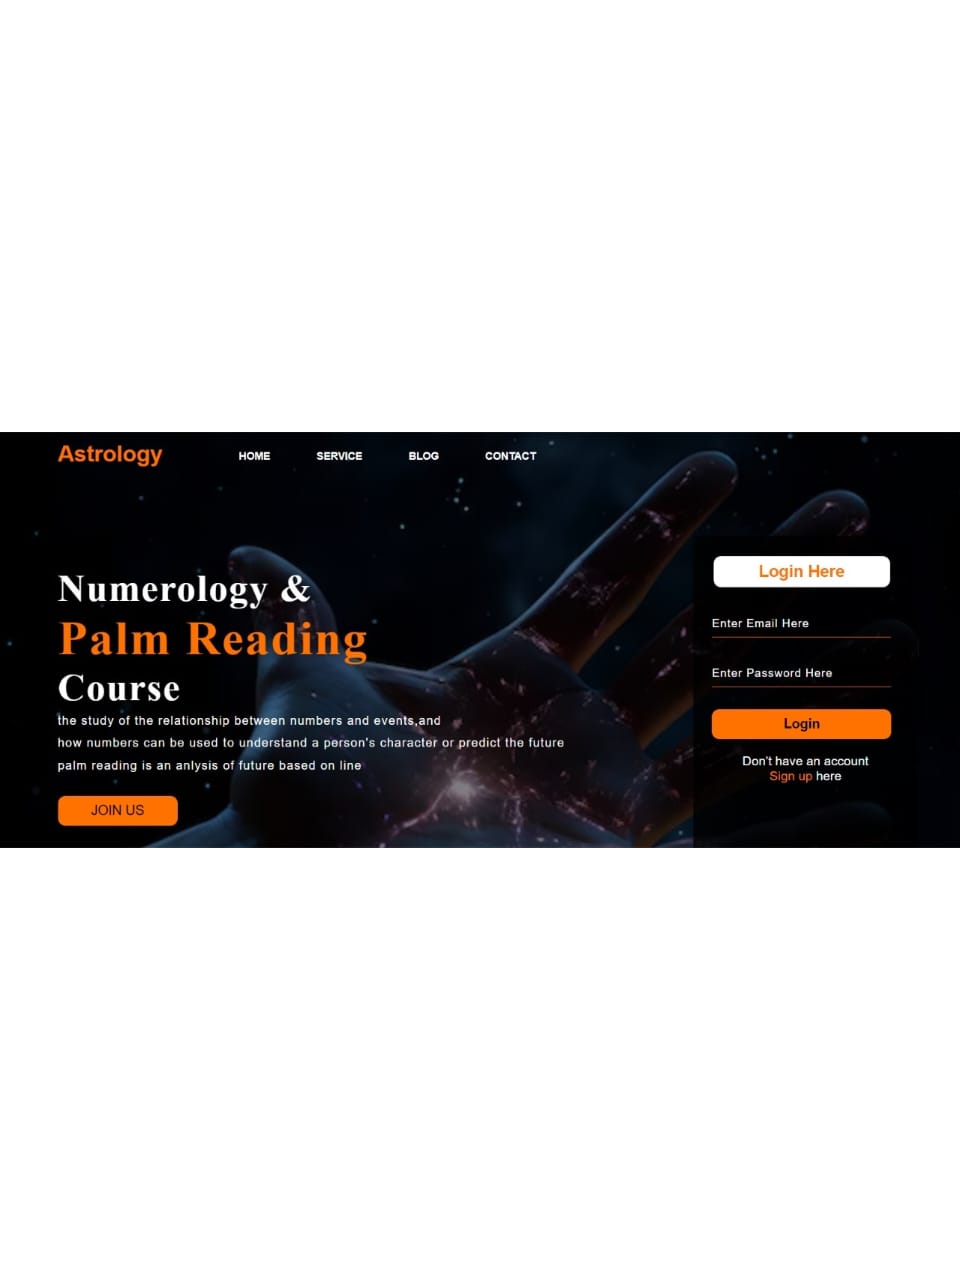 Astrology
HOME SERVICE BLOG CONTACT
Numerology &
Palm Reading
Course
the study of the relationship between numbers and events,and
how numbers can be used to understand a person's character or predict the future
palm reading is an anlysis of future based on line
JOIN US
Login Here
Enter Email Here
Enter Password Here
Login
Don't have an account
Sign up here